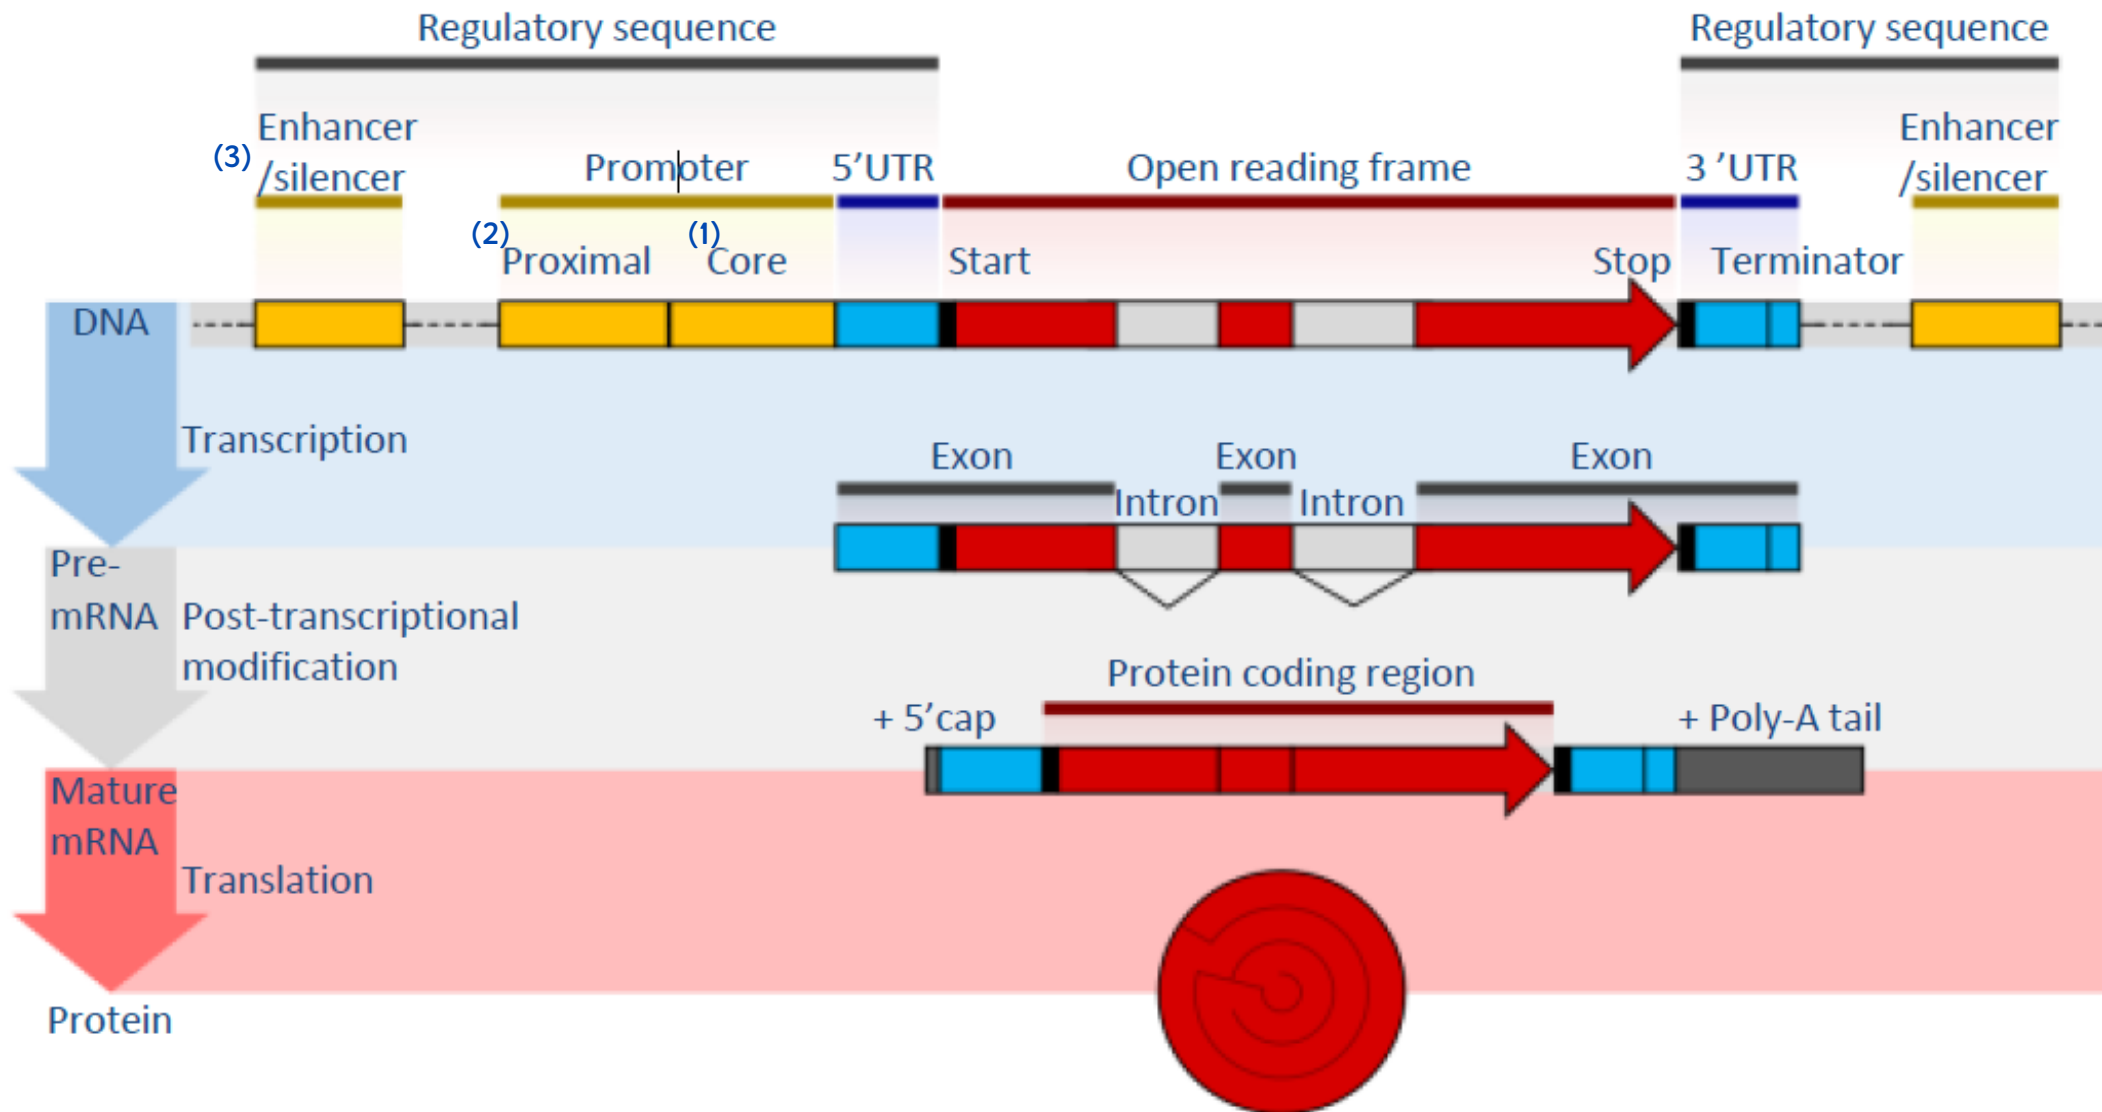 Regulatory sequence
Regulatory sequence
Enhancer
/silencer
(3)
Promoter
5’UTR
Open reading frame
3 ’UTR
Enhancer
/silencer
(2)
Proximal
(1)
Core
Start
Stop
Terminator
DNA
Transcription
Exon
Exon
Exon
Intron
Intron
Pre-
mRNA
Post-transcriptional
modification
Protein coding region
+ 5’cap
+ Poly-A tail
Mature
mRNA
Translation
Protein